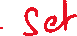 . Set